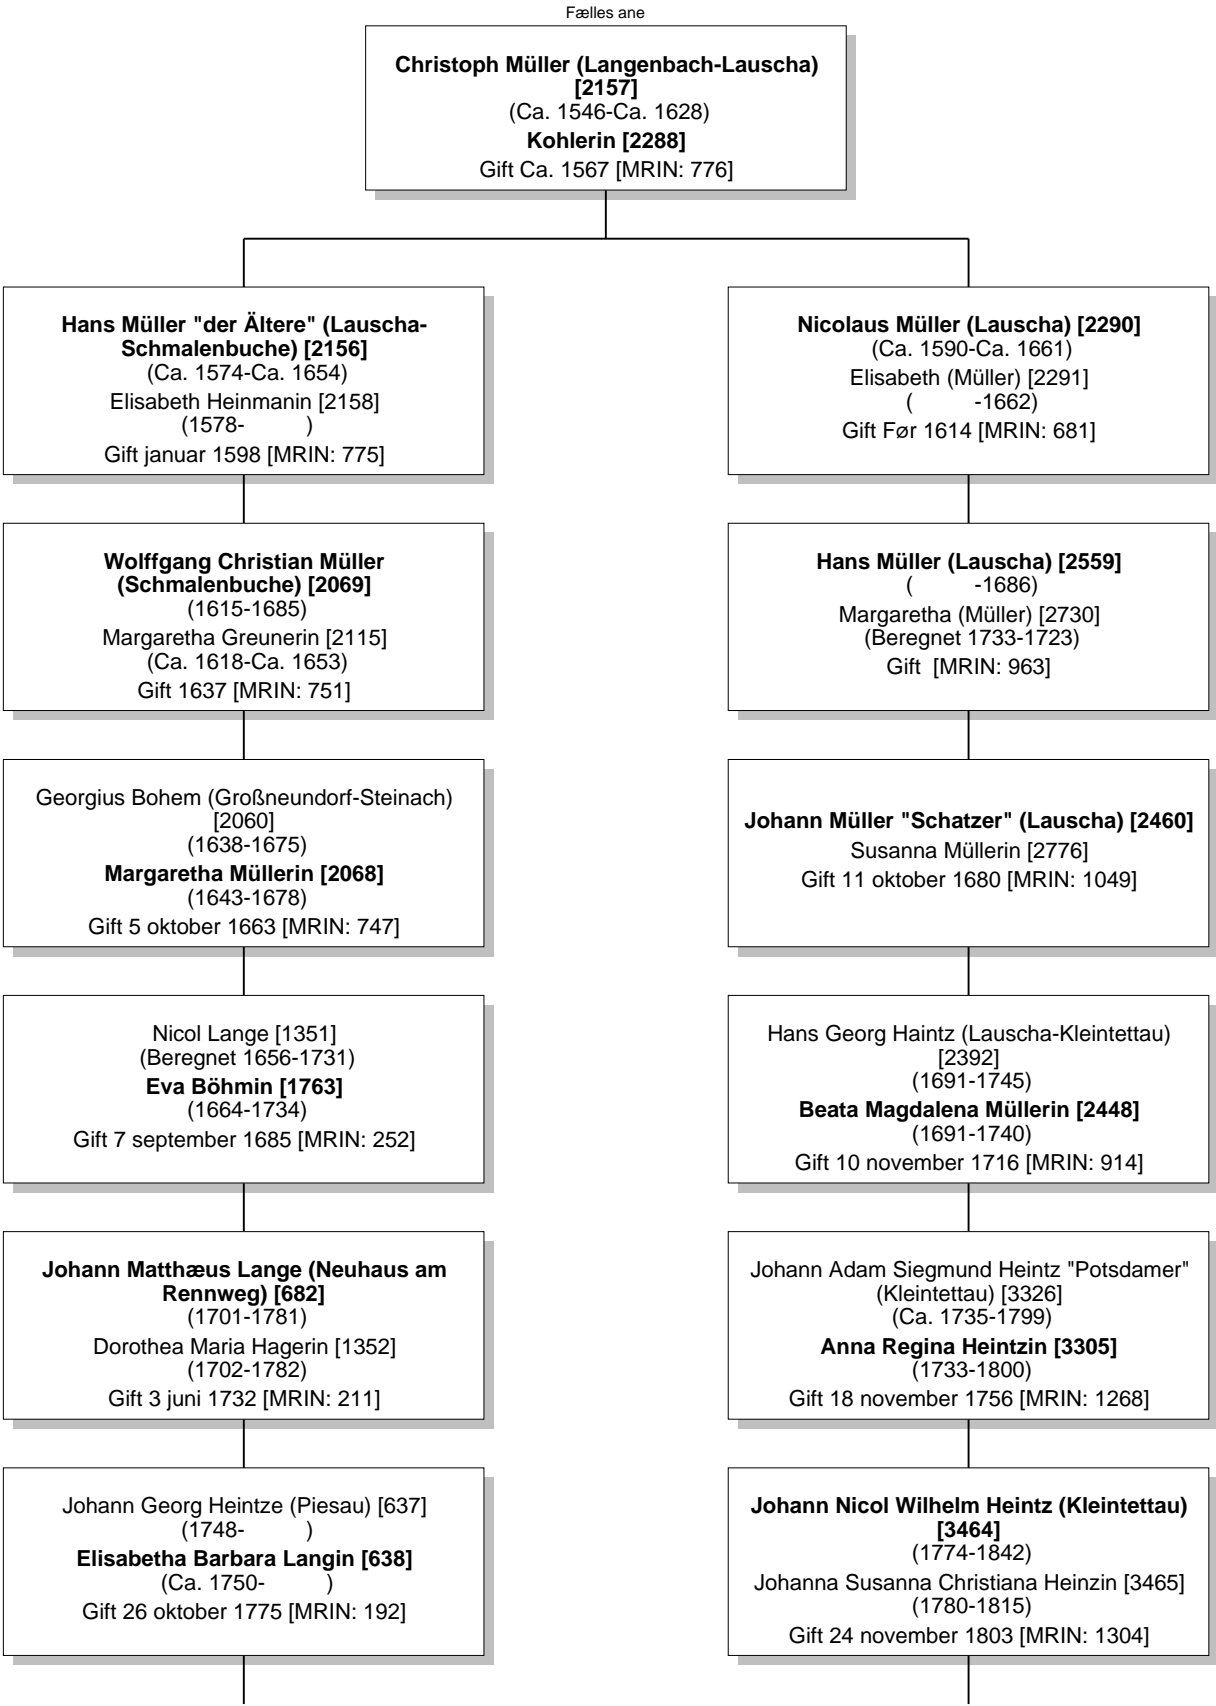 Fælles ane
Christoph Müller (Langenbach-Lauscha)
[2157]
(Ca. 1546-Ca. 1628)
Kohlerin [2288]
Gift Ca. 1567 [MRIN: 776]
Hans Müller "der Ältere" (Lauscha-
Schmalenbuche) [2156]
(Ca. 1574-Ca. 1654)
Elisabeth Heinmanin [2158]
(1578- )
Gift januar 1598 [MRIN: 775]
Nicolaus Müller (Lauscha) [2290]
(Ca. 1590-Ca. 1661)
Elisabeth (Müller) [2291]
( -1662)
Gift Før 1614 [MRIN: 681]
Wolffgang Christian Müller
(Schmalenbuche) [2069]
(1615-1685)
Margaretha Greunerin [2115]
(Ca. 1618-Ca. 1653)
Gift 1637 [MRIN: 751]
Hans Müller (Lauscha) [2559]
( -1686)
Margaretha (Müller) [2730]
(Beregnet 1733-1723)
Gift [MRIN: 963]
Georgius Bohem (Großneundorf-Steinach)
[2060]
(1638-1675)
Margaretha Müllerin [2068]
(1643-1678)
Gift 5 oktober 1663 [MRIN: 747]
Johann Müller "Schatzer" (Lauscha) [2460]
Susanna Müllerin [2776]
Gift 11 oktober 1680 [MRIN: 1049]
Nicol Lange [1351]
(Beregnet 1656-1731)
Eva Böhmin [1763]
(1664-1734)
Gift 7 september 1685 [MRIN: 252]
Hans Georg Haintz (Lauscha-Kleintettau)
[2392]
(1691-1745)
Beata Magdalena Müllerin [2448]
(1691-1740)
Gift 10 november 1716 [MRIN: 914]
Johann Matthæus Lange (Neuhaus am
Rennweg) [682]
(1701-1781)
Dorothea Maria Hagerin [1352]
(1702-1782)
Gift 3 juni 1732 [MRIN: 211]
Johann Adam Siegmund Heintz "Potsdamer"
(Kleintettau) [3326]
(Ca. 1735-1799)
Anna Regina Heintzin [3305]
(1733-1800)
Gift 18 november 1756 [MRIN: 1268]
Johann Georg Heintze (Piesau) [637]
(1748- )
Elisabetha Barbara Langin [638]
(Ca. 1750- )
Gift 26 oktober 1775 [MRIN: 192]
Johann Nicol Wilhelm Heintz (Kleintettau)
[3464]
(1774-1842)
Johanna Susanna Christiana Heinzin [3465]
(1780-1815)
Gift 24 november 1803 [MRIN: 1304]